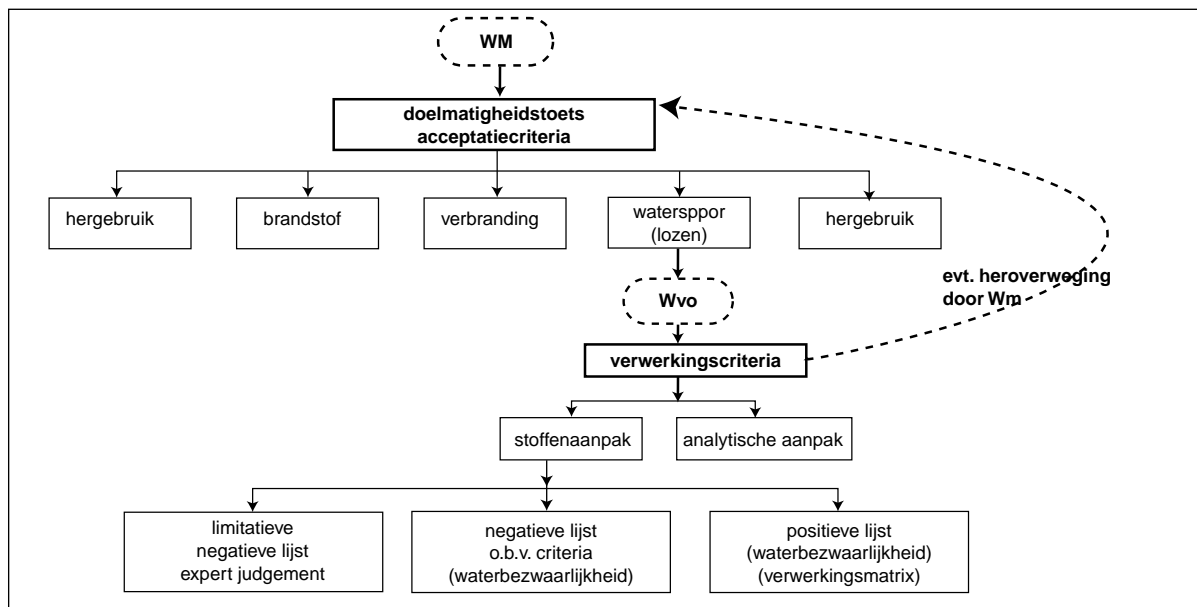 WM
doelmatigheidstoets
acceptatiecriteria
hergebruik
brandstof
verbranding
watersppor
(lozen)
hergebruik
evt. heroverweging
door Wm
Wvo
verwerkingscriteria
stoffenaanpak
analytische aanpak
limitatieve
negatieve lijst
expert judgement
negatieve lijst
o.b.v. criteria
(waterbezwaarlijkheid)
positieve lijst
(waterbezwaarlijkheid)
(verwerkingsmatrix)